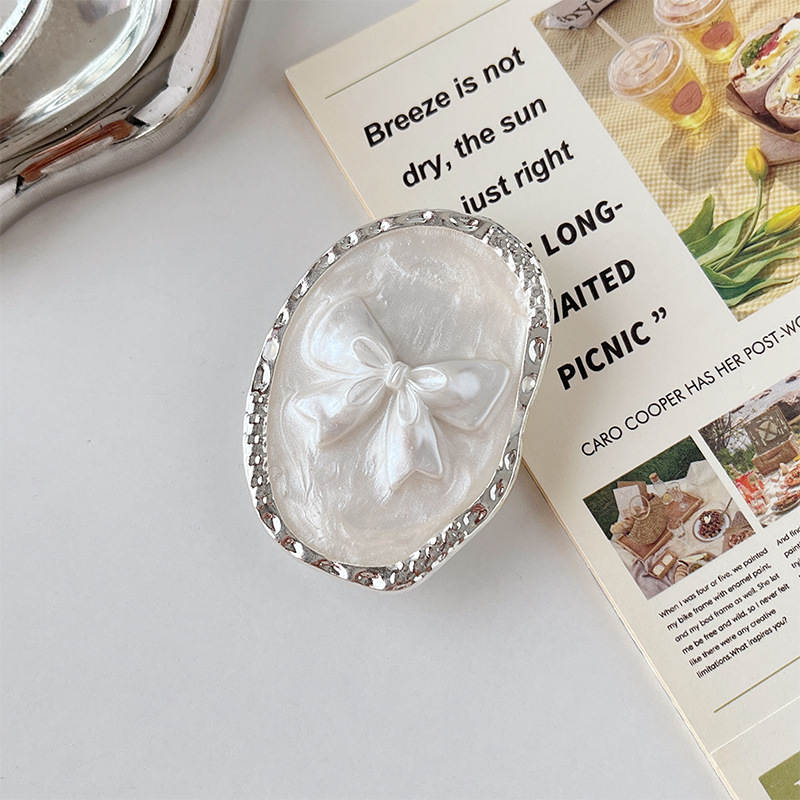 Breeze is not
dry, the sun
just right
LONG-
PICNIC ”
CARO COOPER HAS HER POST-WO
When I was four or five, we painted
my bike frame with enamel paint,
and my bed frame as well. She let
me be free and wild, so I never felt
like there were any creative
limitations.What inspires you?
And